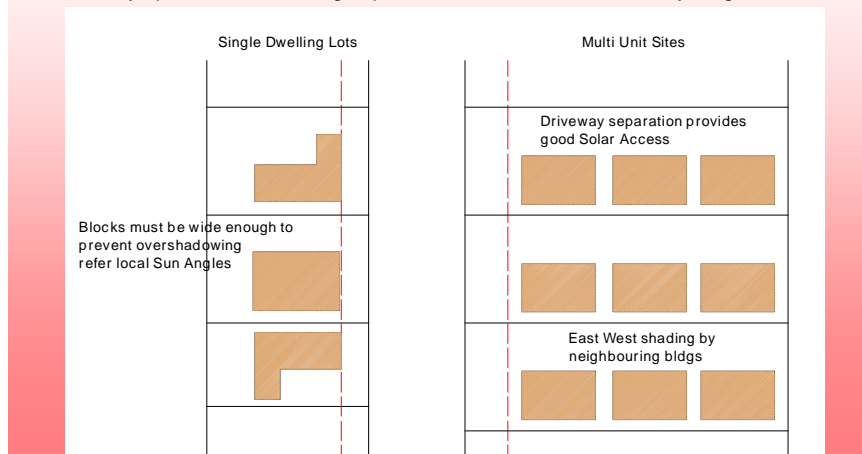 Single Dwelling Lots
Multi Unit Sites
Driveway separation provides
good Solar Access
Blocks must be wide enough to
prevent overshadowing
refer local Sun Angles
East West shading by
neighbouring bldgs